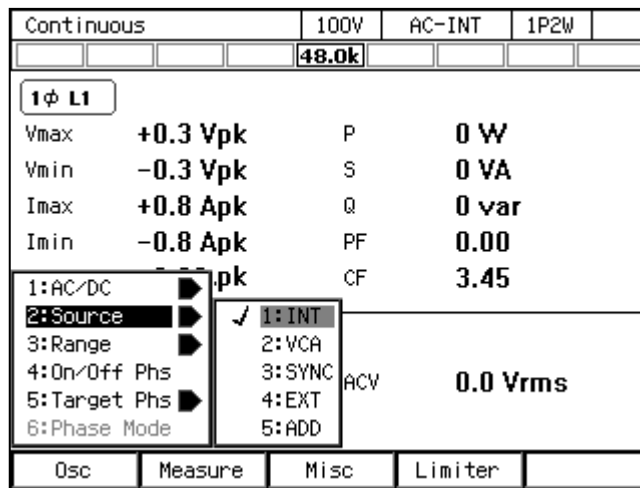 Continuous 100V AC-INT 1P2W
48.0k
1ϕ L1
Vmax +0.3 Vpk P 0 W
Vmin -0.3 Vpk S 0 VA
Imax +0.8 Apk Q 0 var
Imin -0.8 Apk PF 0.00
pk CF 3.45
1:AC/DC
2:Source
3:Range
4:On/Off Phs
5:Target Phs
6:Phase Mode
✓ 1:INT
2:VCA
3:SYNC
4:EXT
5:ADD
ACV 0.0 Vrms
Osc Measure Misc Limiter